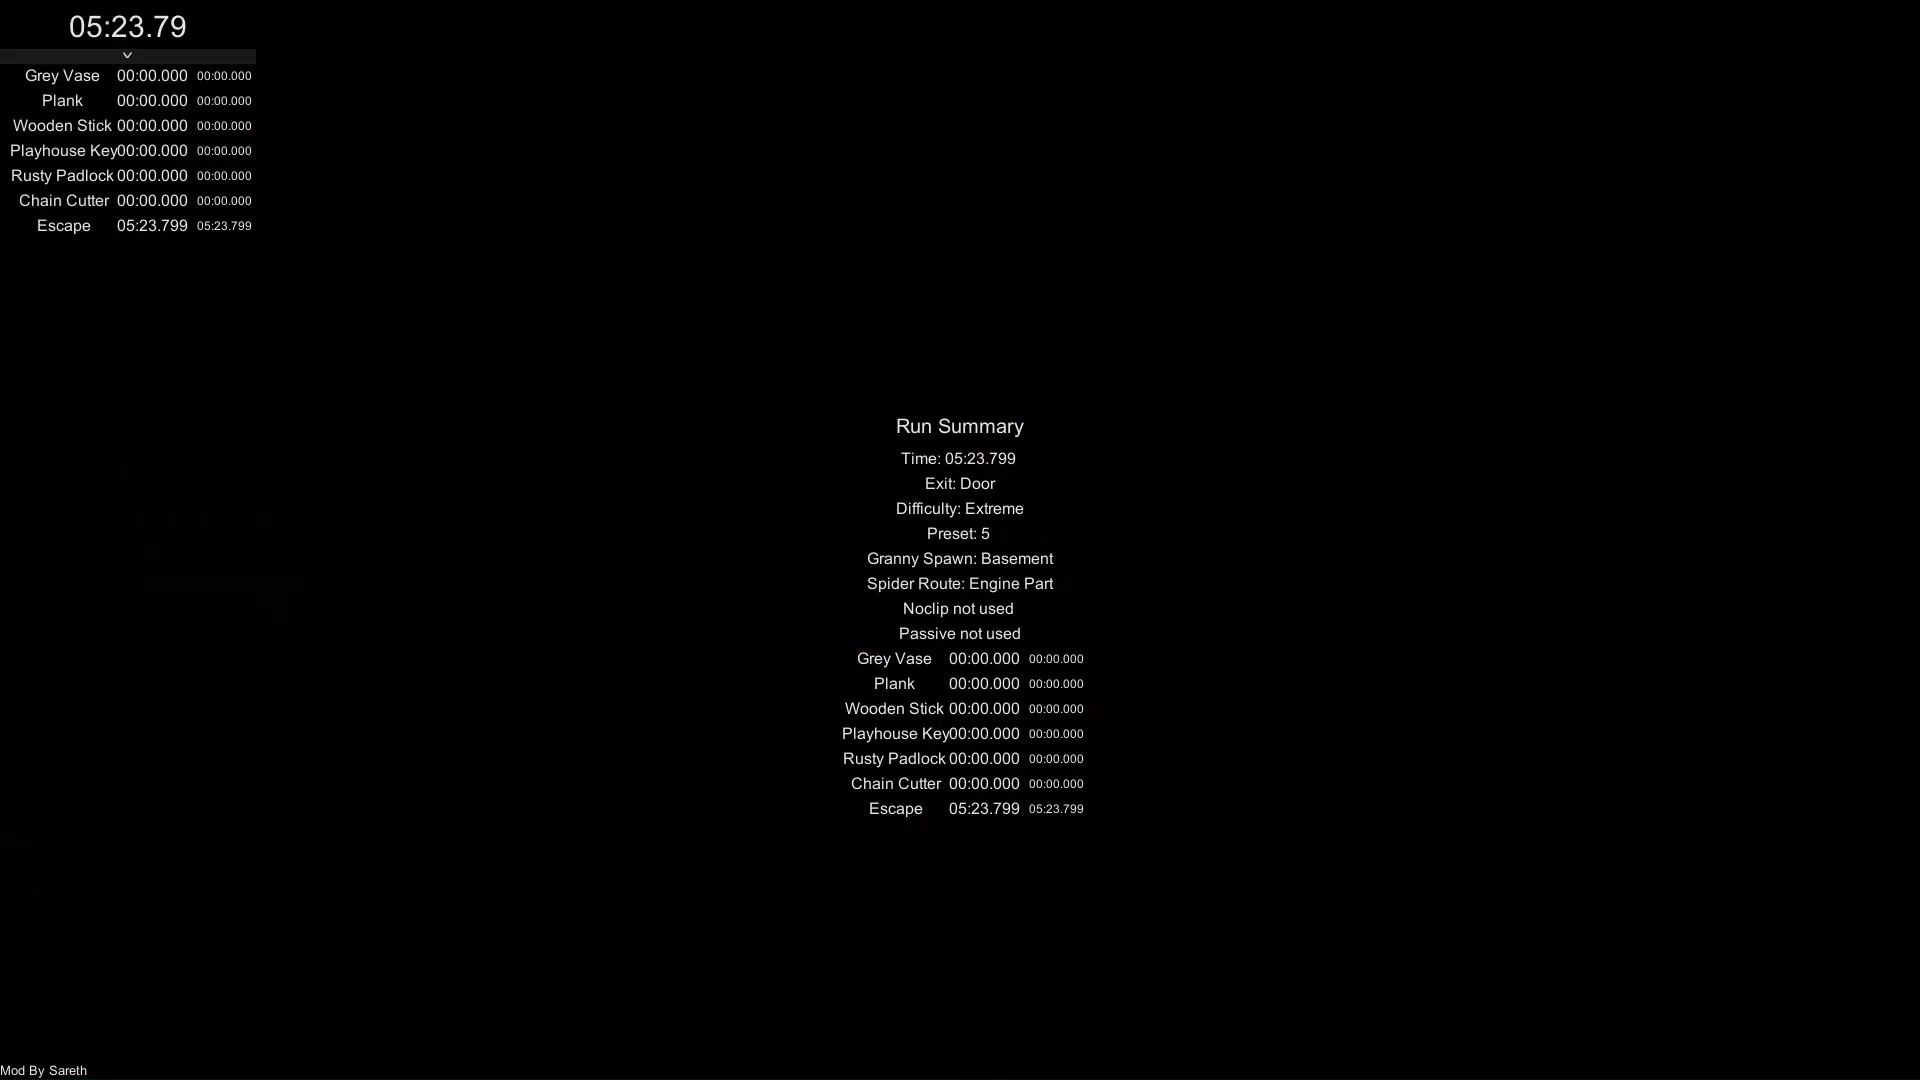 05:23.79
Grey Vase 00:00.000 00:00.000
Plank 00:00.000 00:00.000
Wooden Stick 00:00.000 00:00.000
Playhouse Key 00:00.000 00:00.000
Rusty Padlock 00:00.000 00:00.000
Chain Cutter 00:00.000 00:00.000
Escape 05:23.799 05:23.799
Run Summary
Time: 05:23.799
Exit: Door
Difficulty: Extreme
Preset: 5
Granny Spawn: Basement
Spider Route: Engine Part
Noclip not used
Passive not used
Grey Vase 00:00.000 00:00.000
Plank 00:00.000 00:00.000
Wooden Stick 00:00.000 00:00.000
Playhouse Key 00:00.000 00:00.000
Rusty Padlock 00:00.000 00:00.000
Chain Cutter 00:00.000 00:00.000
Escape 05:23.799 05:23.799
Mod By Sareth